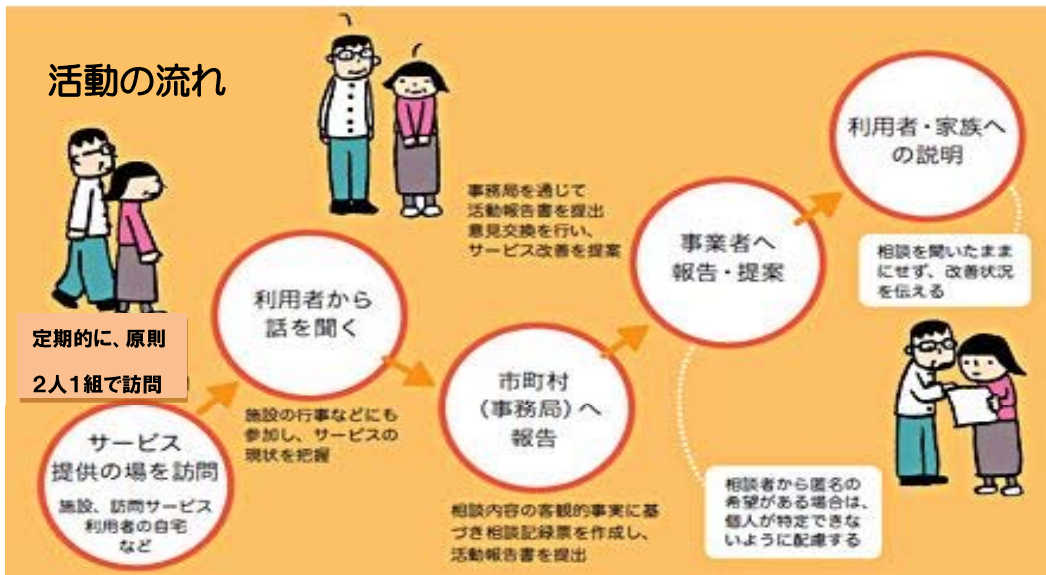 活動の流れ
定期的に、原則
2人1組で訪問
サービス
提供の場を訪問
施設、訪問サービス
利用者の自宅
など
利用者から
話を聞く
施設の行事などにも
参加し、サービスの
現状を把握
市町村
(事務局)へ
報告
相談内容の客観的事実に基
づき相談記録票を作成し、
活動報告書を提出
事務局を通じて
活動報告書を提出
意見交換を行い、
サービス改善を提案
事業者へ
報告・提案
相談者から匿名の
希望がある場合は、
個人が特定できな
いように配慮する
利用者・家族へ
の説明
相談を聞いたまま
にせず、改善状況
を伝える